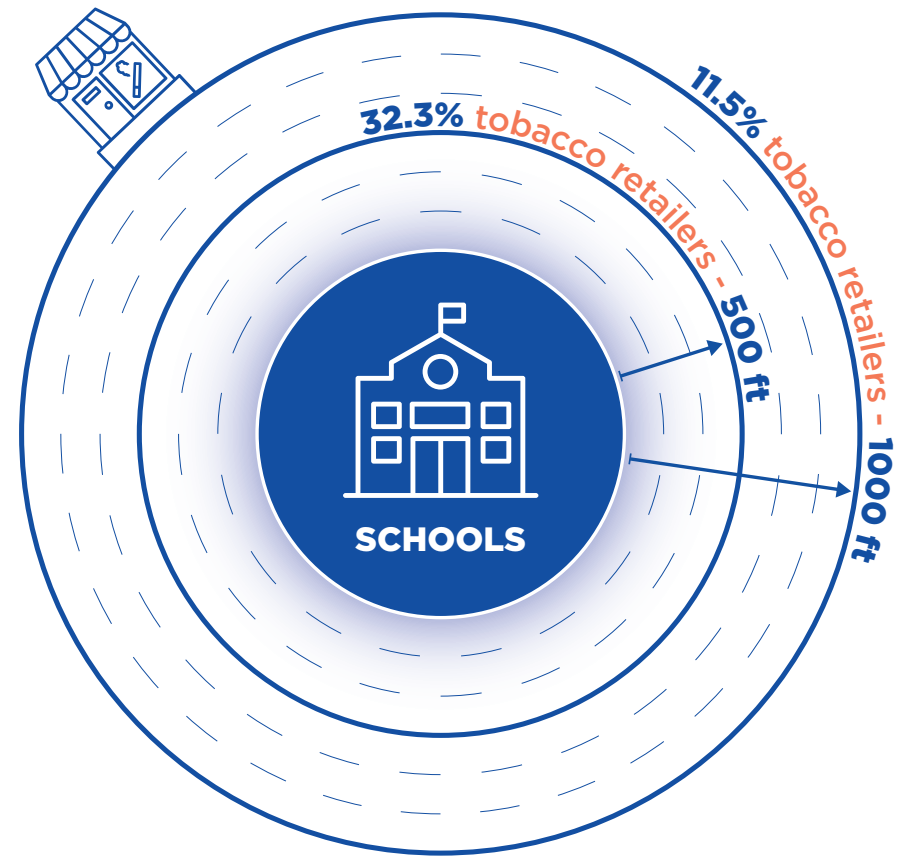 32.3% tobacco retailers - 500 ft
11.5% tobacco retailers - 1000 ft
SCHOOLS